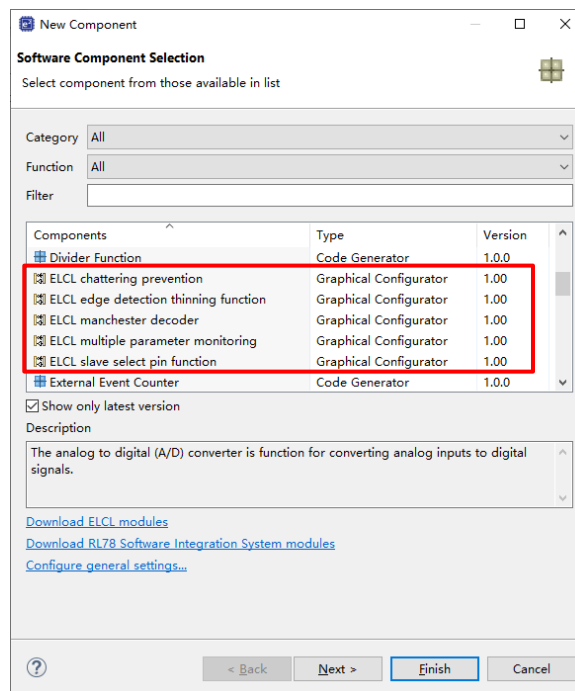 New Component
Software Component Selection
Select component from those available in list
Category All
Function All
Filter
Components Type Version
Divider Function Code Generator 1.0.0
ELCL chattering prevention Graphical Configurator 1.00
ELCL edge detection thinning function Graphical Configurator 1.00
ELCL manchester decoder Graphical Configurator 1.00
ELCL multiple parameter monitoring Graphical Configurator 1.00
ELCL slave select pin function Graphical Configurator 1.00
External Event Counter Code Generator 1.0.0
Show only latest version
Description
The analog to digital (A/D) converter is function for converting analog inputs to digital
signals.
Download ELCL modules
Download RL78 Software Integration System modules
Configure general settings...
? < Back Next > Finish Cancel